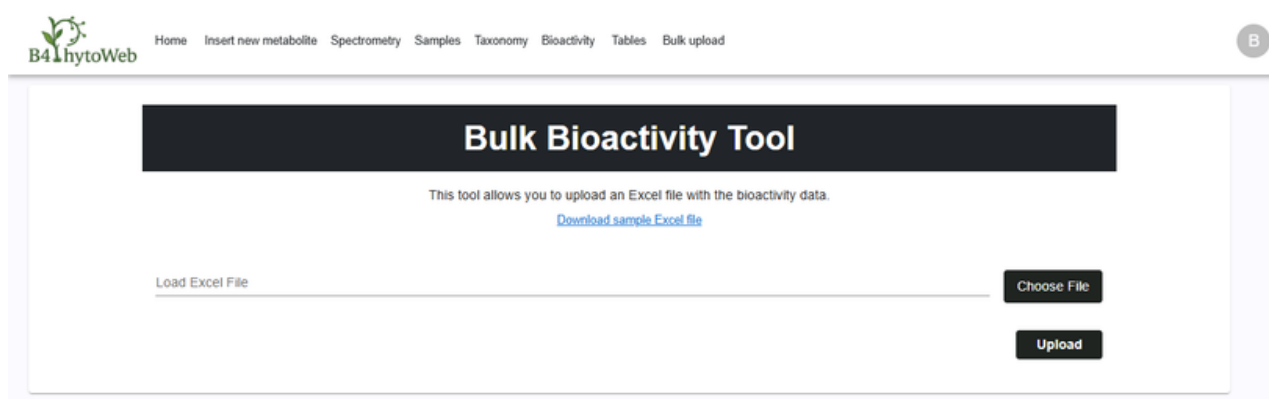 B4PhytoWeb
Home Insert new metabolite Spectrometry Samples Taxonomy Bioactivity Tables Bulk upload
B
Bulk Bioactivity Tool
This tool allows you to upload an Excel file with the bioactivity data.
Download sample Excel file
Load Excel File
Choose File
Upload